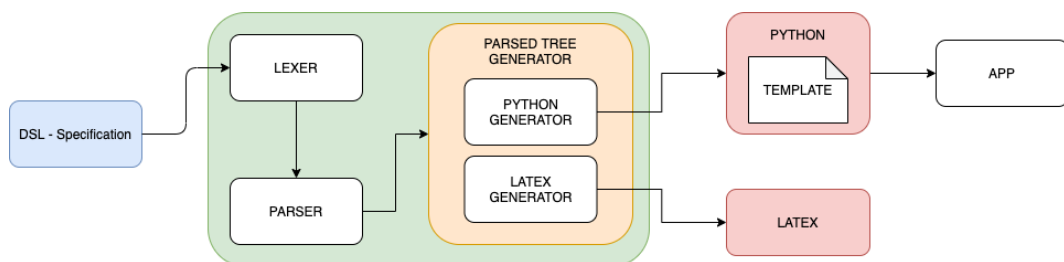 DSL - Specification
LEXER
PARSER
PARSED TREE
GENERATOR
PYTHON
GENERATOR
LATEX
GENERATOR
PYTHON
TEMPLATE
LATEX
APP